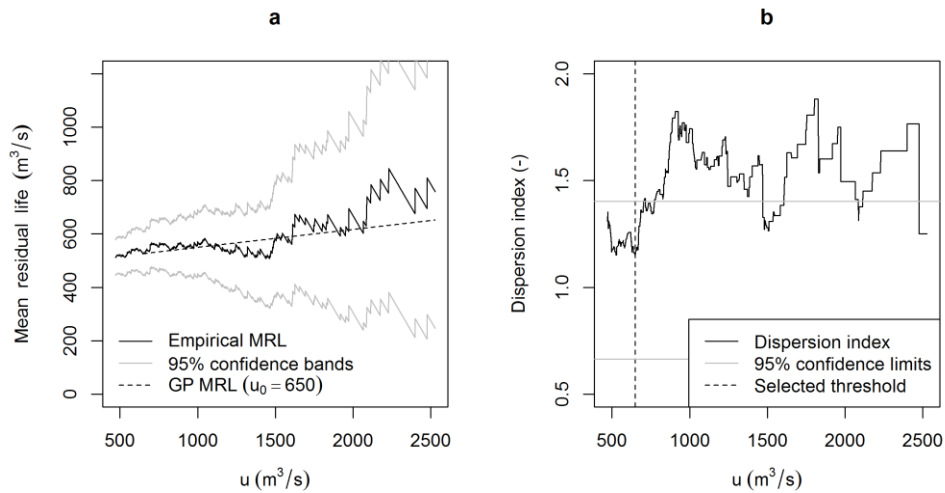 a
Mean residual life (m³/s)
0 200 400 600 800 1000
Empirical MRL
95% confidence bands
GP MRL (u₀ = 650)
500 1000 1500 2000 2500
u (m³/s)
b
Dispersion index (-)
0.5 1.0 1.5 2.0
Dispersion index
95% confidence limits
Selected threshold
500 1000 1500 2000 2500
u (m³/s)